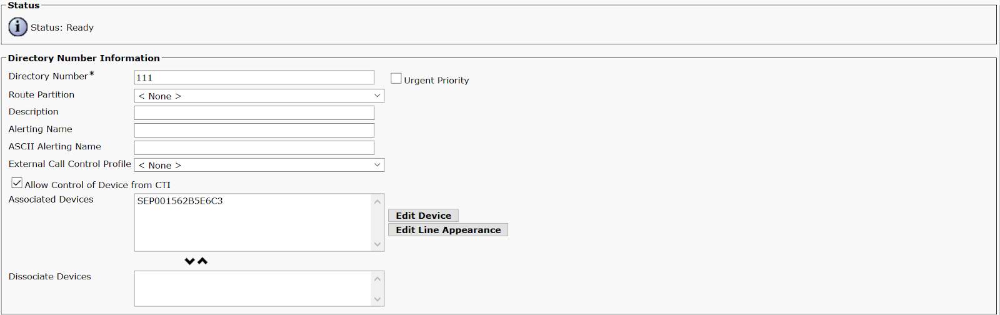 Status
Status: Ready
Directory Number Information
Directory Number* 111 Urgent Priority
Route Partition < None >
Description
Alerting Name
ASCII Alerting Name
External Call Control Profile < None >
Allow Control of Device from CTI
Associated Devices SEP001562B5E6C3
Edit Device
Edit Line Appearance
Dissociate Devices